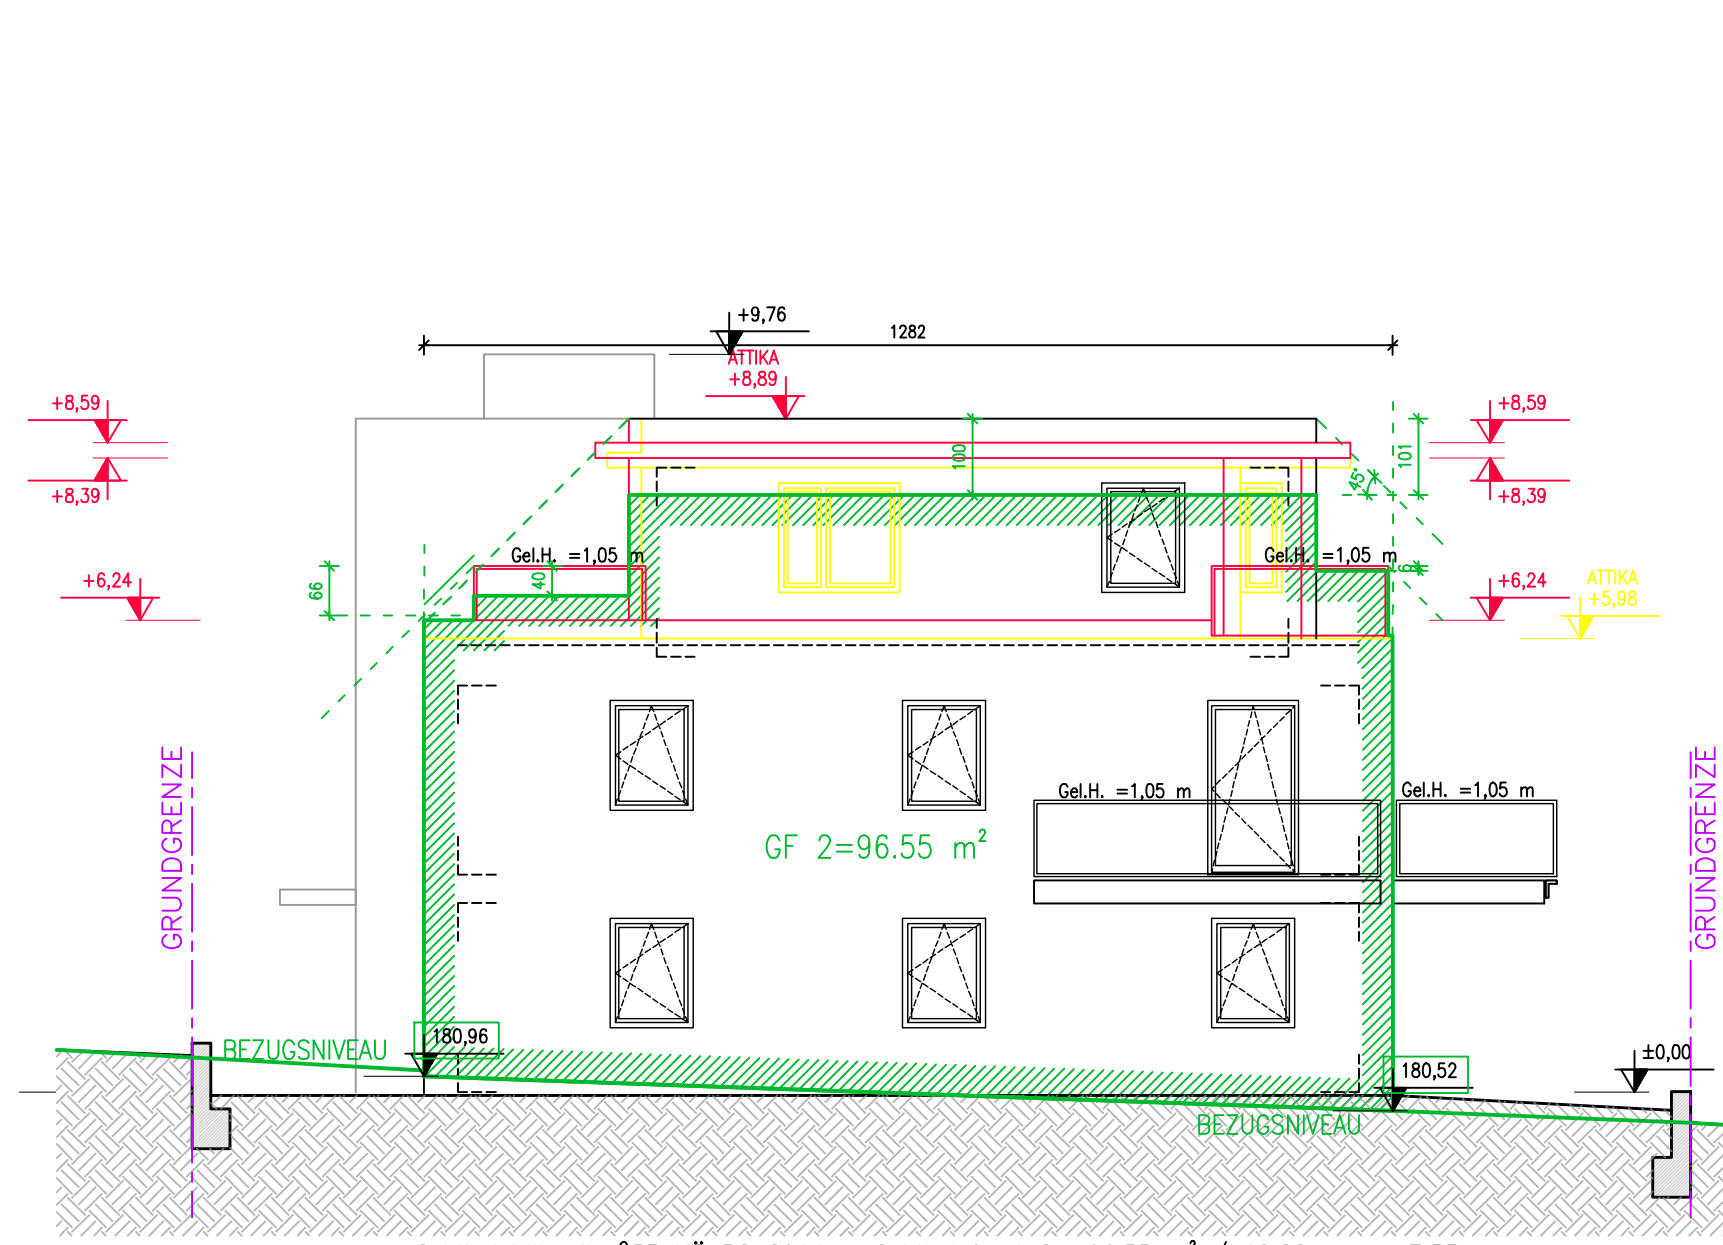 +9,76
1282
ATTIKA
+8,89
+8,59
+8,39
+8,59
+8,39
100
101
45°
Gel.H. =1,05 m
Gel.H. =1,05 m
66
40
6
+6,24
+6,24
ATTIKA
+5,98
GRUNDGRENZE
GRUNDGRENZE
Gel.H. =1,05 m
Gel.H. =1,05 m
GF 2=96.55 m²
BEZUGSNIVEAU
180,96
180,52
±0,00
BEZUGSNIVEAU